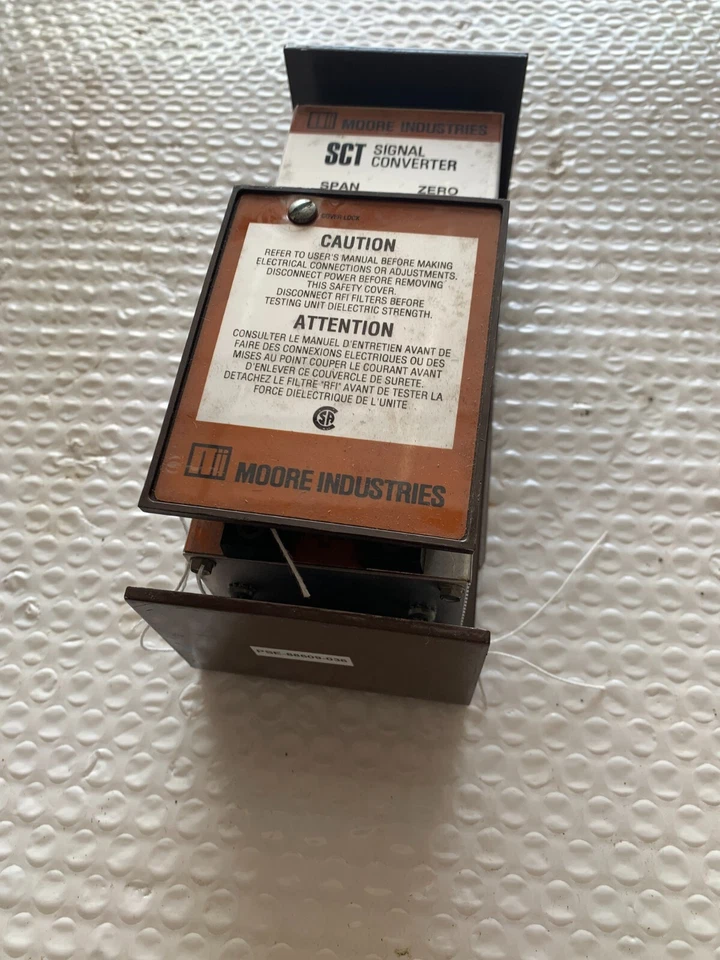 MOORE INDUSTRIES
SCT SIGNAL CONVERTER
SPAN ZERO
COVER LOCK
CAUTION
REFER TO USER'S MANUAL BEFORE MAKING
ELECTRICAL CONNECTIONS OR ADJUSTMENTS.
DISCONNECT POWER BEFORE REMOVING
THIS SAFETY COVER.
DISCONNECT RFI FILTERS BEFORE
TESTING UNIT DIELECTRIC STRENGTH.
ATTENTION
CONSULTER LE MANUEL D'ENTRETIEN AVANT DE
FAIRE DES CONNEXIONS ELECTRIQUES OU DES
MISES AU POINT COUPER LE COURANT AVANT
D'ENLEVER CE COUVERCLE DE SURETE.
DETACHEZ LE FILTRE "RFI" AVANT DE TESTER LA
FORCE DIELECTRIQUE DE L'UNITE
MOORE INDUSTRIES